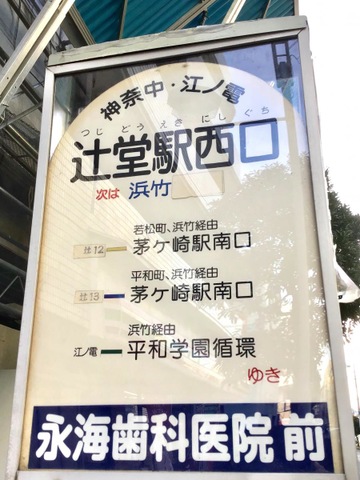 神奈中・江ノ電
つじ どう えき にし ぐち
辻堂駅西口
次は 浜竹
若松町、浜竹経由
辻12 茅ヶ崎駅南口
平和町、浜竹経由
辻13 茅ヶ崎駅南口
浜竹経由
江ノ電 平和学園循環
ゆき
永海歯科医院 前